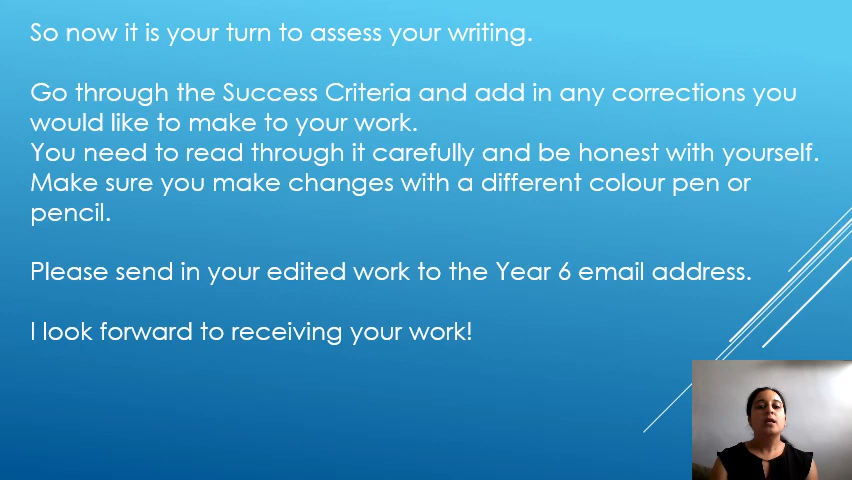 So now it is your turn to assess your writing.
Go through the Success Criteria and add in any corrections you
would like to make to your work.
You need to read through it carefully and be honest with yourself.
Make sure you make changes with a different colour pen or
pencil.
Please send in your edited work to the Year 6 email address.
I look forward to receiving your work!